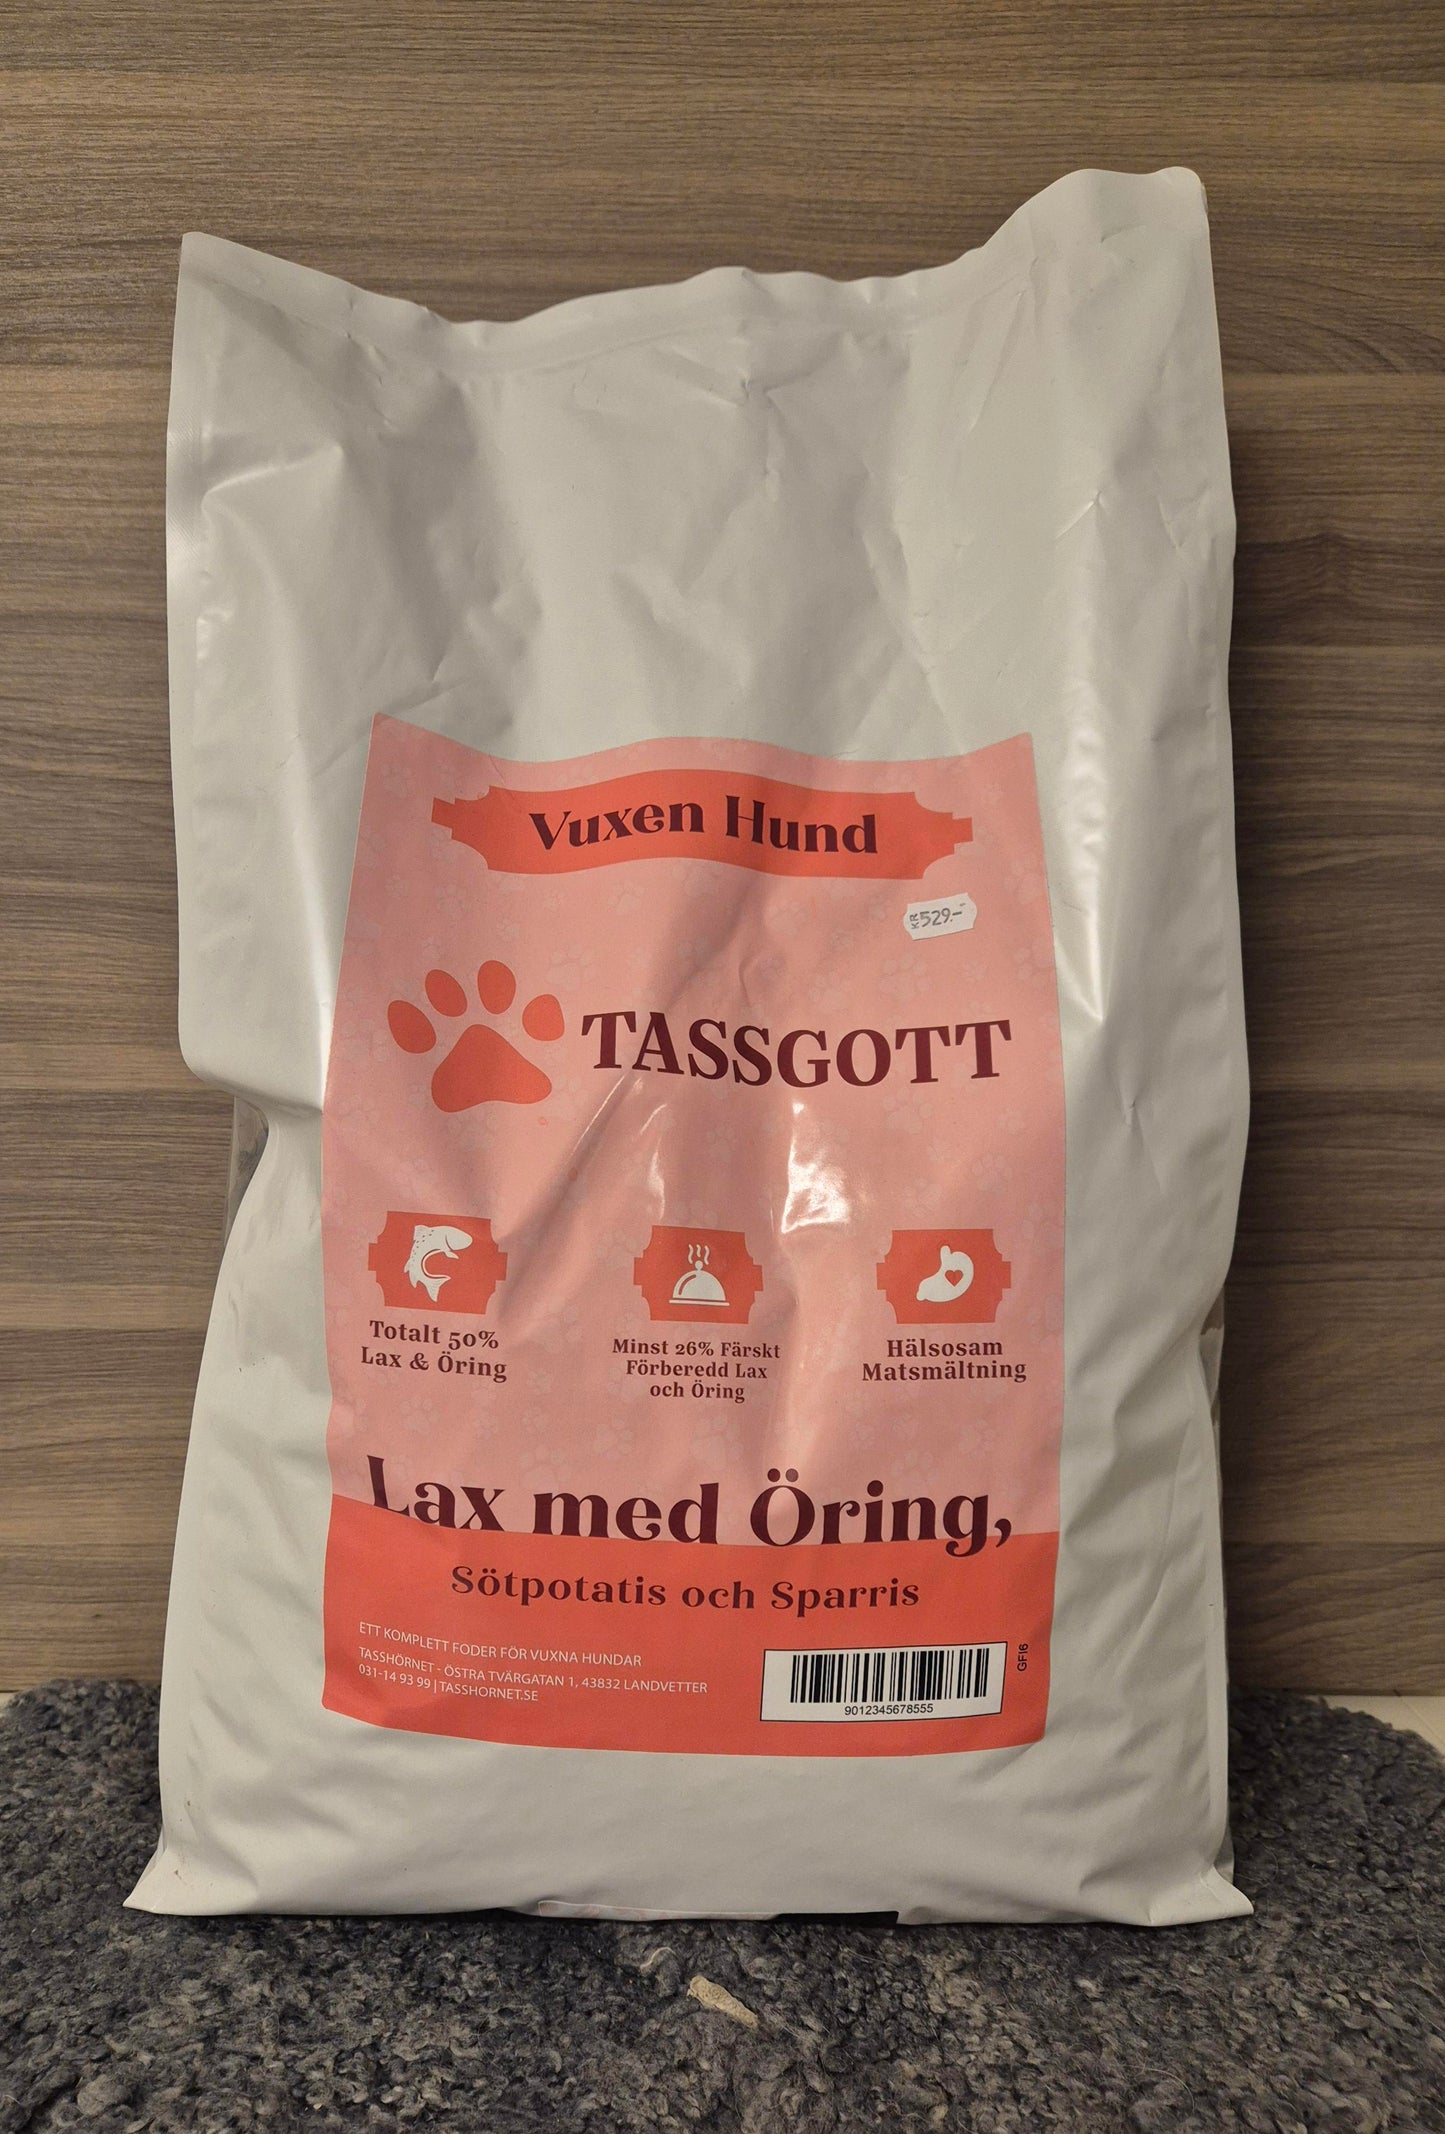 Vuxen Hund
KR 529.-
TASSGOTT
Totalt 50%
Lax & Öring
Minst 26% Färskt
Förberedd Lax
och Öring
Hälsosam
Matsmältning
Lax med Öring,
Sötpotatis och Sparris
ETT KOMPLETT FODER FÖR VUXNA HUNDAR
TASSHÖRNET - ÖSTRA TVÄRGATAN 1, 43832 LANDVETTER
031-14 93 99 | TASSHORNET.SE
9012345678555
GFI6